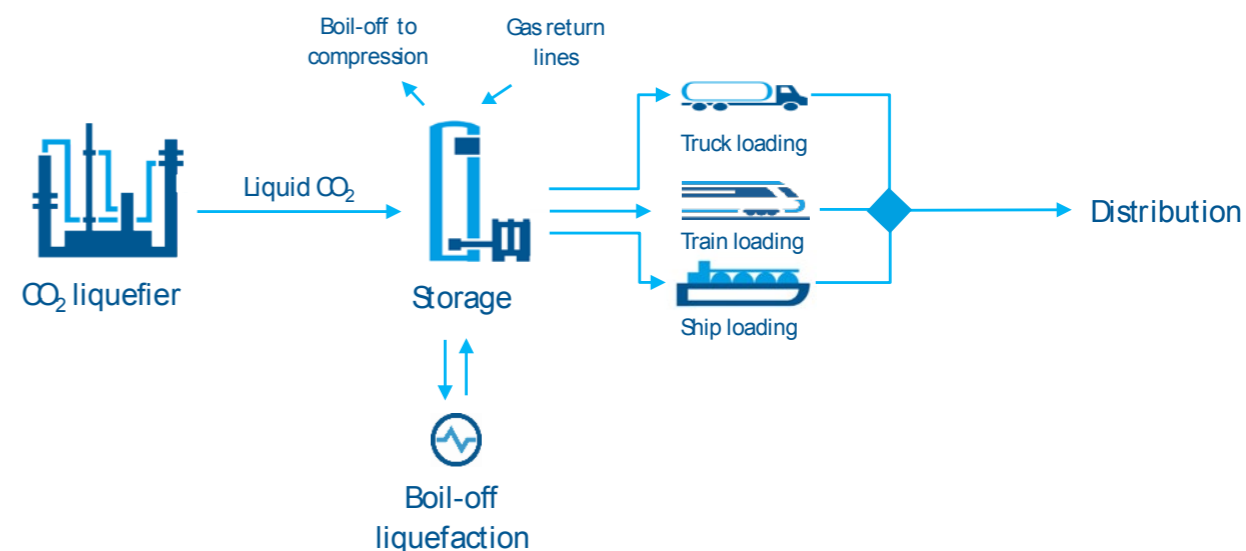 Boil-off to
compression
Gas return
lines
Liquid CO₂
CO₂ liquefier
Storage
Truck loading
Train loading
Ship loading
Distribution
Boil-off
liquefaction